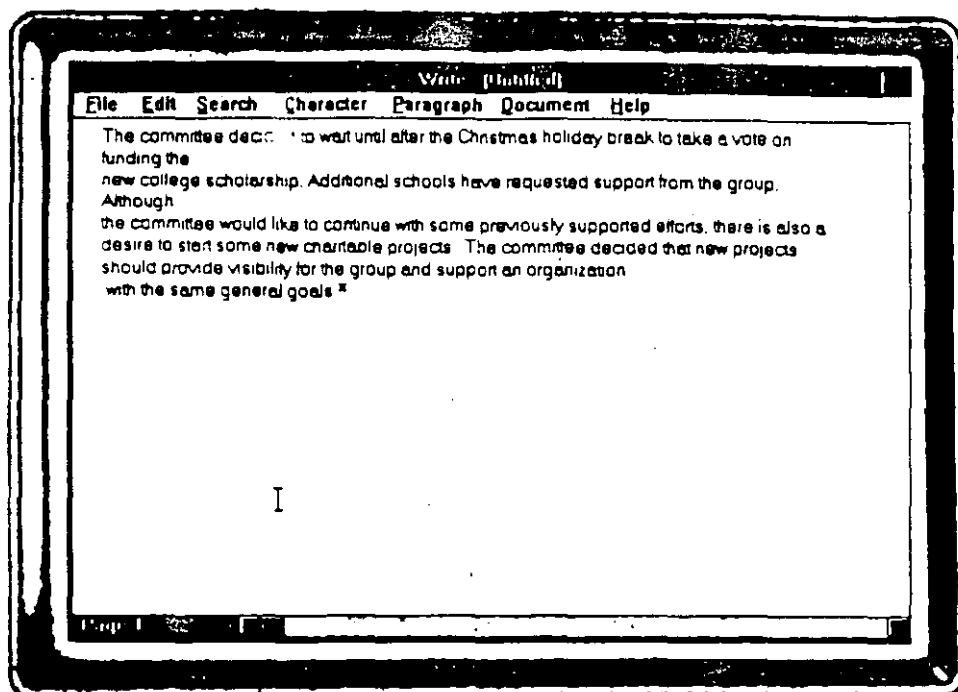 Write - [Untitled]
File Edit Search Character Paragraph Document Help
The committee to wait until after the Christmas holiday break to take a vote on
funding the
new college scholarship. Additional schools have requested support from the group.
Although
the committee would like to continue with some previously supported efforts, there is also a
desire to start some new charitable projects. The committee decided that new projects
should provide visibility for the group and support an organization
with the same general goals ¤
Page 1